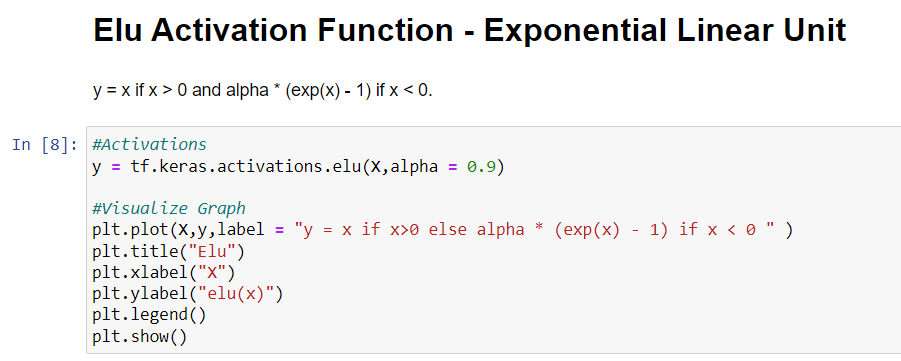 Elu Activation Function - Exponential Linear Unit
y = x if x > 0 and alpha * (exp(x) - 1) if x < 0.
In [8]: #Activations
y = tf.keras.activations.elu(X,alpha = 0.9)
#Visualize Graph
plt.plot(X,y,label = "y = x if x>0 else alpha * (exp(x) - 1) if x < 0 " )
plt.title("Elu")
plt.xlabel("X")
plt.ylabel("elu(x)")
plt.legend()
plt.show()